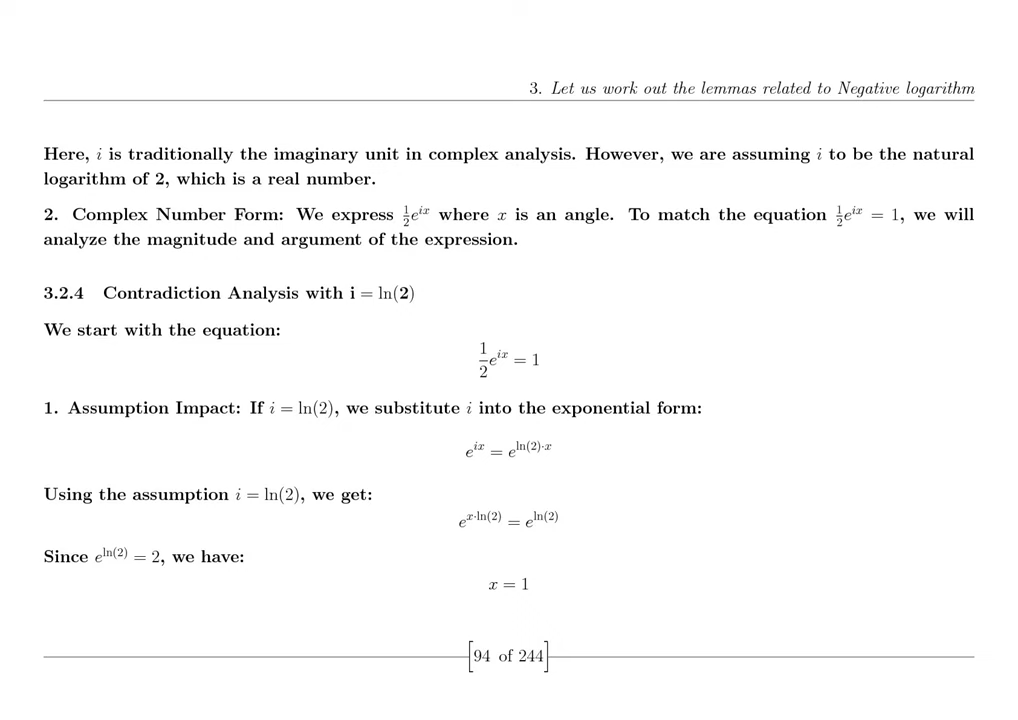 3. Let us work out the lemmas related to Negative logarithm
Here, i is traditionally the imaginary unit in complex analysis. However, we are assuming i to be the natural
logarithm of 2, which is a real number.
2. Complex Number Form: We express \frac{1}{2}e^{ix} where x is an angle. To match the equation \frac{1}{2}e^{ix} = 1, we will
analyze the magnitude and argument of the expression.
3.2.4 Contradiction Analysis with i = ln(2)
We start with the equation:
\frac{1}{2}e^{ix} = 1
1. Assumption Impact: If i = ln(2), we substitute i into the exponential form:
e^{ix} = e^{ln(2)·x}
Using the assumption i = ln(2), we get:
e^{x·ln(2)} = e^{ln(2)}
Since e^{ln(2)} = 2, we have:
x = 1
[94 of 244]